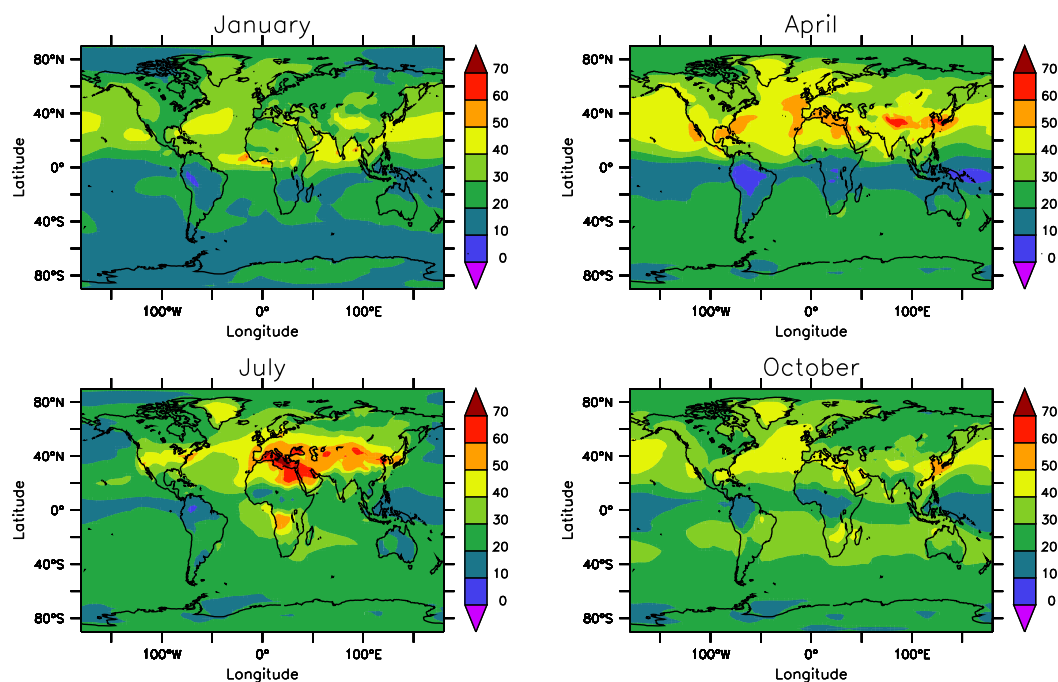 January
April
80°N
40°N
0°
40°S
80°S
Latitude
100°W
0°
100°E
Longitude
70
60
50
40
30
20
10
0
80°N
40°N
0°
40°S
80°S
Latitude
100°W
0°
100°E
Longitude
70
60
50
40
30
20
10
0
July
October
80°N
40°N
0°
40°S
80°S
Latitude
100°W
0°
100°E
Longitude
70
60
50
40
30
20
10
0
80°N
40°N
0°
40°S
80°S
Latitude
100°W
0°
100°E
Longitude
70
60
50
40
30
20
10
0